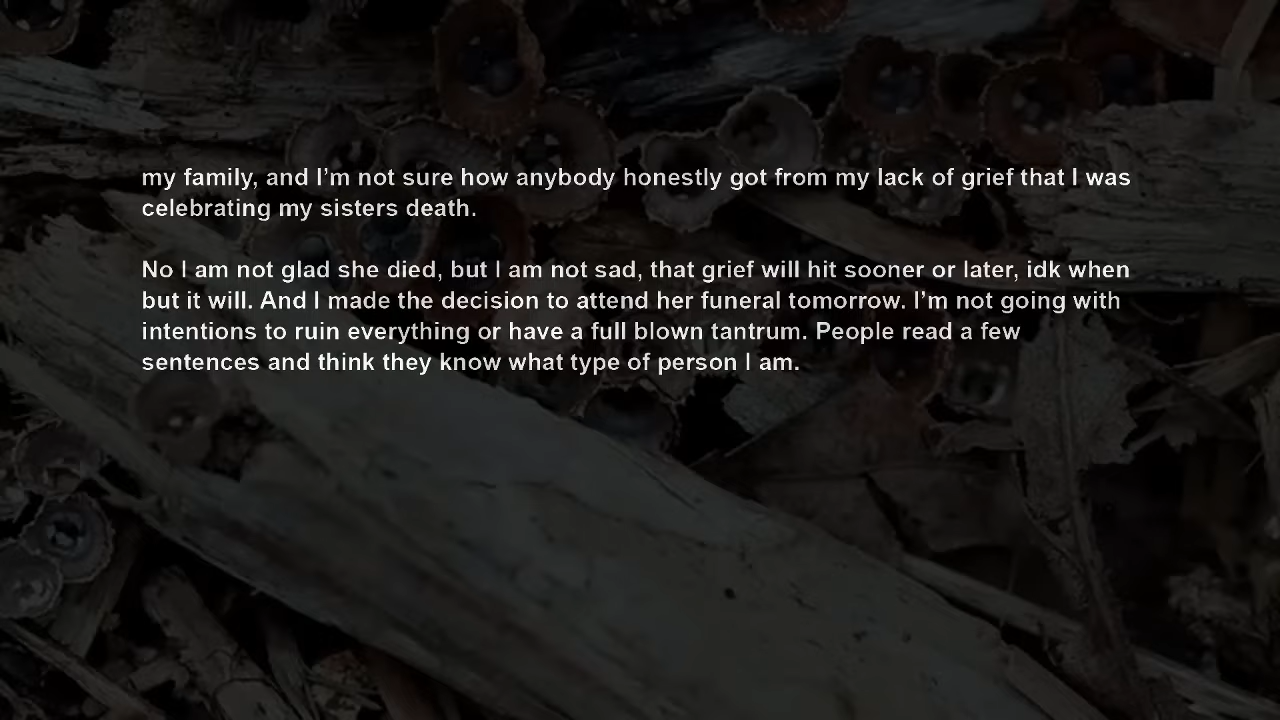 my family, and I’m not sure how anybody honestly got from my lack of grief that I was
celebrating my sisters death.
No I am not glad she died, but I am not sad, that grief will hit sooner or later, idk when
but it will. And I made the decision to attend her funeral tomorrow. I’m not going with
intentions to ruin everything or have a full blown tantrum. People read a few
sentences and think they know what type of person I am.